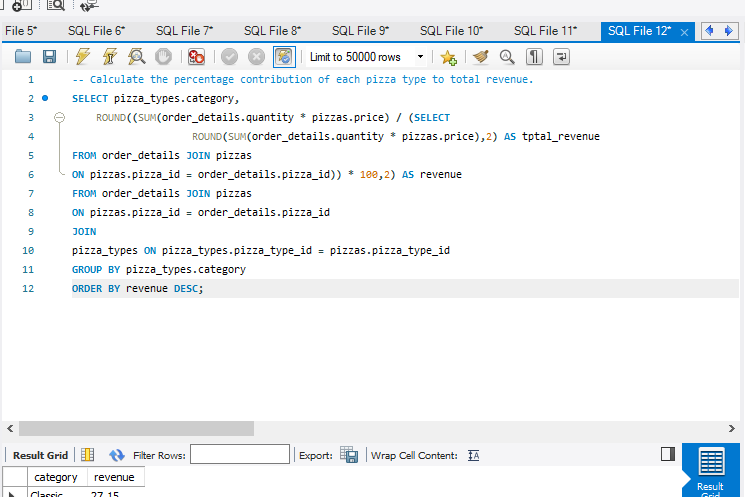 File 5* SQL File 6* SQL File 7* SQL File 8* SQL File 9* SQL File 10* SQL File 11* SQL File 12*
Limit to 50000 rows
1 -- Calculate the percentage contribution of each pizza type to total revenue.
2 SELECT pizza_types.category,
3 ROUND((SUM(order_details.quantity * pizzas.price) / (SELECT
4 ROUND(SUM(order_details.quantity * pizzas.price),2) AS tptal_revenue
5 FROM order_details JOIN pizzas
6 ON pizzas.pizza_id = order_details.pizza_id)) * 100,2) AS revenue
7 FROM order_details JOIN pizzas
8 ON pizzas.pizza_id = order_details.pizza_id
9 JOIN
10 pizza_types ON pizza_types.pizza_type_id = pizzas.pizza_type_id
11 GROUP BY pizza_types.category
12 ORDER BY revenue DESC;
Result Grid Filter Rows: Export: Wrap Cell Content:
category revenue
Classic 27.15
Result
Grid